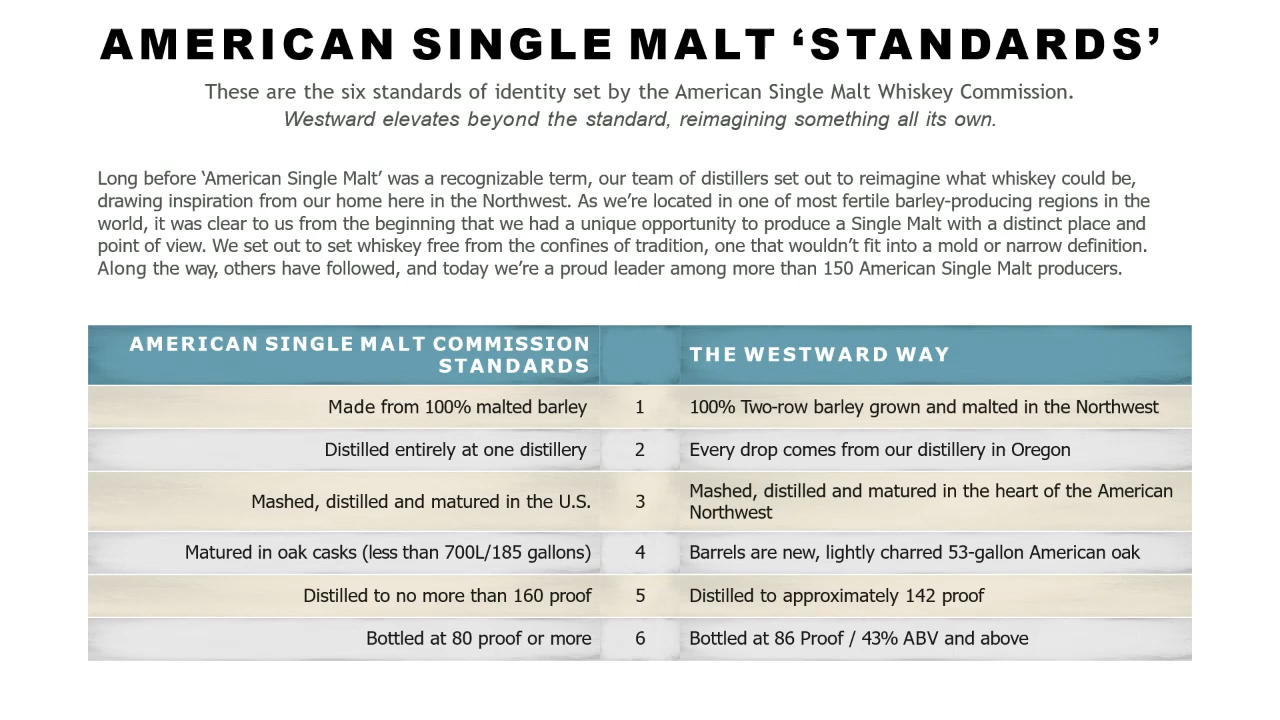 AMERICAN SINGLE MALT ‘STANDARDS’
These are the six standards of identity set by the American Single Malt Whiskey Commission.
Westward elevates beyond the standard, reimagining something all its own.
Long before ‘American Single Malt’ was a recognizable term, our team of distillers set out to reimagine what whiskey could be,
drawing inspiration from our home here in the Northwest. As we’re located in one of most fertile barley-producing regions in the
world, it was clear to us from the beginning that we had a unique opportunity to produce a Single Malt with a distinct place and
point of view. We set out to set whiskey free from the confines of tradition, one that wouldn’t fit into a mold or narrow definition.
Along the way, others have followed, and today we’re a proud leader among more than 150 American Single Malt producers.
AMERICAN SINGLE MALT COMMISSION
STANDARDS
THE WESTWARD WAY
Made from 100% malted barley 1 100% Two-row barley grown and malted in the Northwest
Distilled entirely at one distillery 2 Every drop comes from our distillery in Oregon
Mashed, distilled and matured in the U.S. 3 Mashed, distilled and matured in the heart of the American
Northwest
Matured in oak casks (less than 700L/185 gallons) 4 Barrels are new, lightly charred 53-gallon American oak
Distilled to no more than 160 proof 5 Distilled to approximately 142 proof
Bottled at 80 proof or more 6 Bottled at 86 Proof / 43% ABV and above